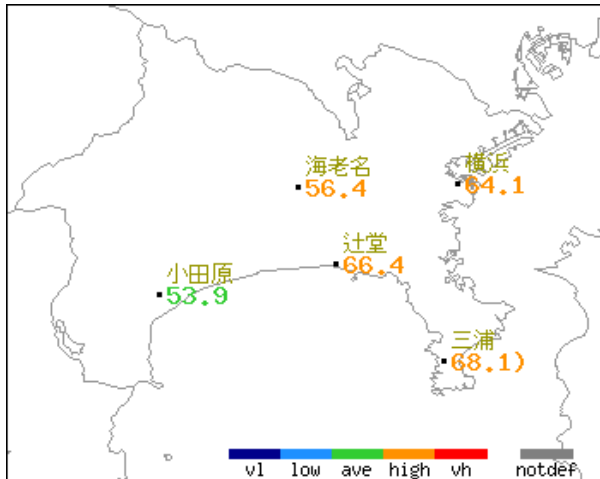 海老名
56.4
横浜
64.1
辻堂
66.4
小田原
53.9
三浦
68.1)
vl low ave high vh notdef